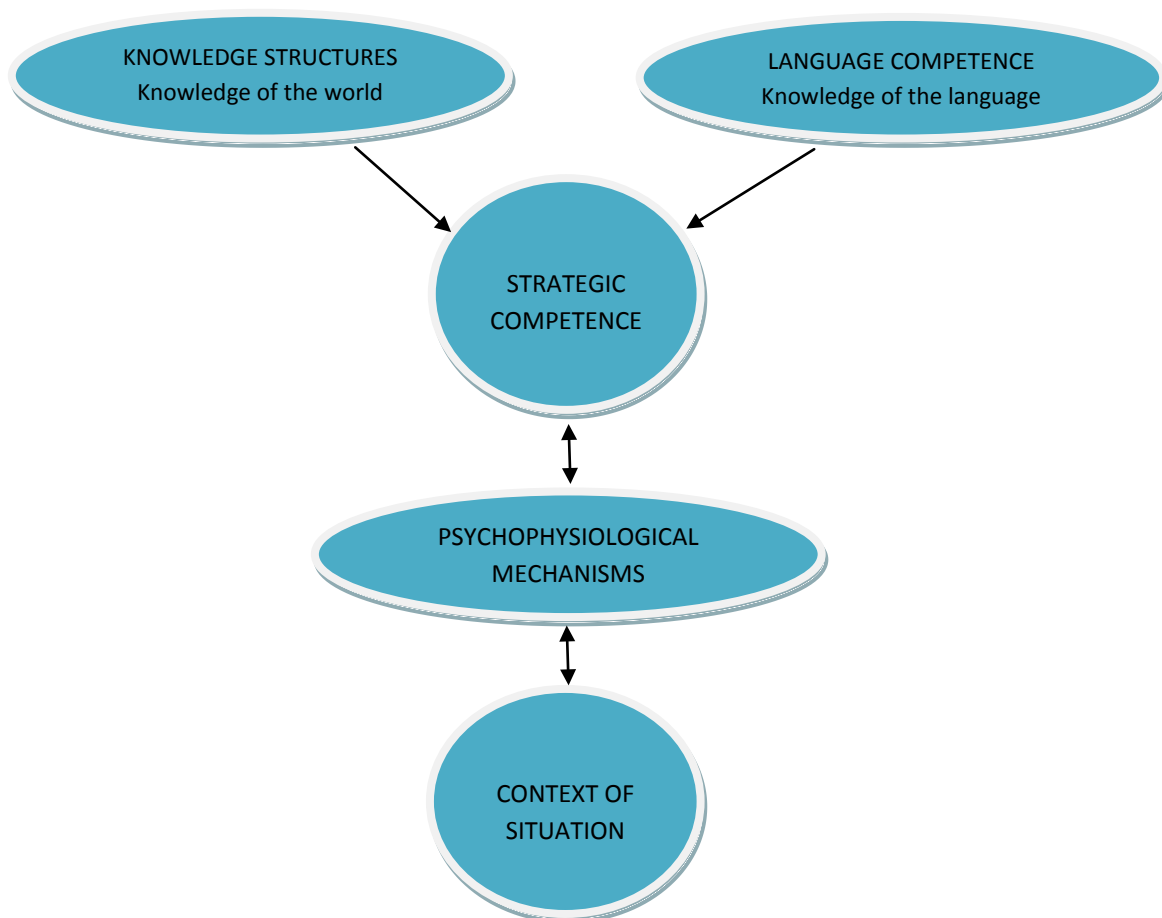 KNOWLEDGE STRUCTURES
Knowledge of the world
LANGUAGE COMPETENCE
Knowledge of the language
STRATEGIC
COMPETENCE
PSYCHOPHYSIOLOGICAL
MECHANISMS
CONTEXT OF
SITUATION